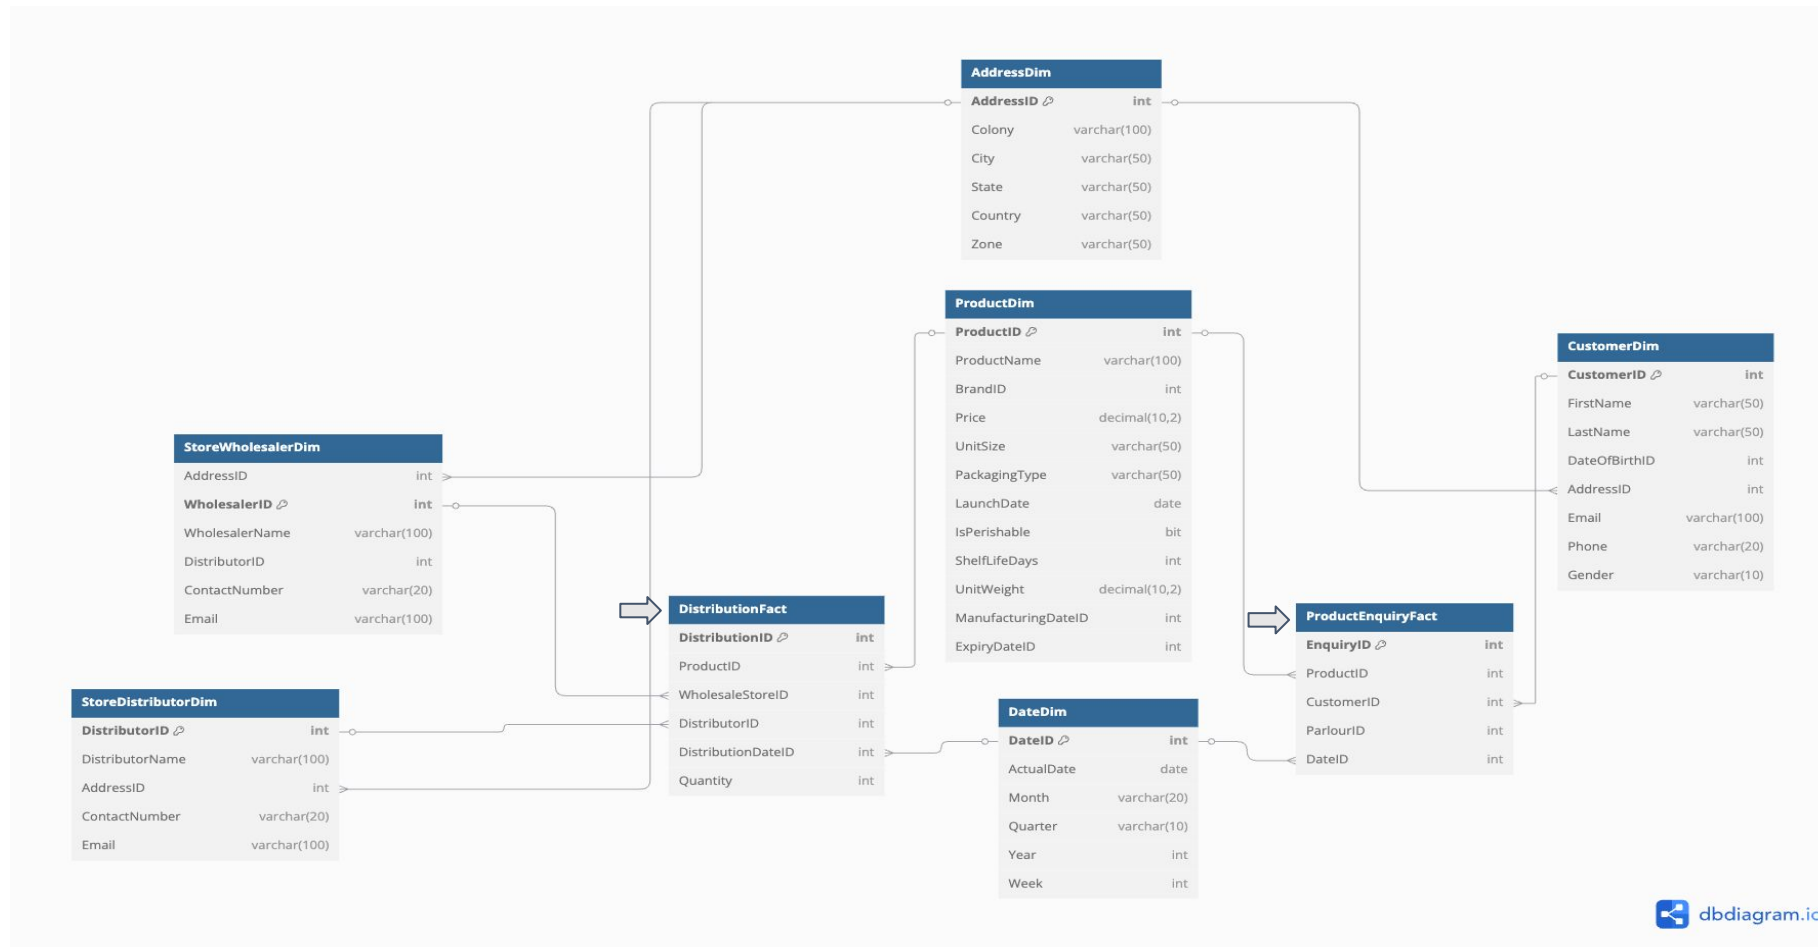 AddressDim
AddressID int
Colony varchar(100)
City varchar(50)
State varchar(50)
Country varchar(50)
Zone varchar(50)
ProductDim
ProductID int
ProductName varchar(100)
BrandID int
Price decimal(10,2)
UnitSize varchar(50)
PackagingType varchar(50)
LaunchDate date
IsPerishable bit
ShelfLifeDays int
UnitWeight decimal(10,2)
ManufacturingDateID int
ExpiryDateID int
CustomerDim
CustomerID int
FirstName varchar(50)
LastName varchar(50)
DateOfBirthID int
AddressID int
Email varchar(100)
Phone varchar(20)
Gender varchar(10)
StoreWholesalerDim
AddressID int
WholesalerID int
WholesalerName varchar(100)
DistributorID int
ContactNumber varchar(20)
Email varchar(100)
DistributionFact
DistributionID int
ProductID int
WholesaleStoreID int
DistributorID int
DistributionDateID int
Quantity int
ProductEnquiryFact
EnquiryID int
ProductID int
CustomerID int
ParlourID int
DateID int
StoreDistributorDim
DistributorID int
DistributorName varchar(100)
AddressID int
ContactNumber varchar(20)
Email varchar(100)
DateDim
DateID int
ActualDate date
Month varchar(20)
Quarter varchar(10)
Year int
Week int
dbdiagram.io